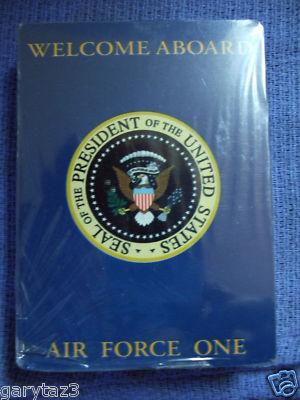 WELCOME ABOARD
SEAL OF THE PRESIDENT OF THE UNITED STATES
AIR FORCE ONE
garytaz3